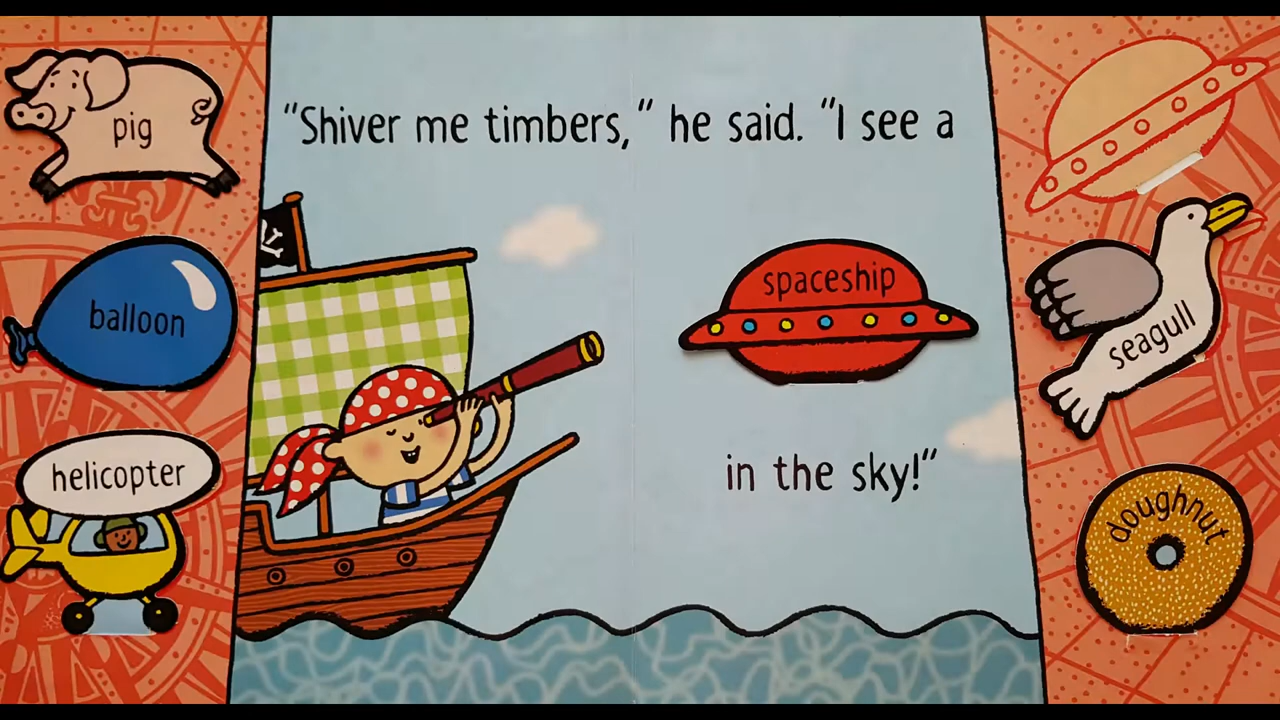 "Shiver me timbers," he said. "I see a
spaceship
in the sky!"
pig
balloon
helicopter
seagull
doughnut